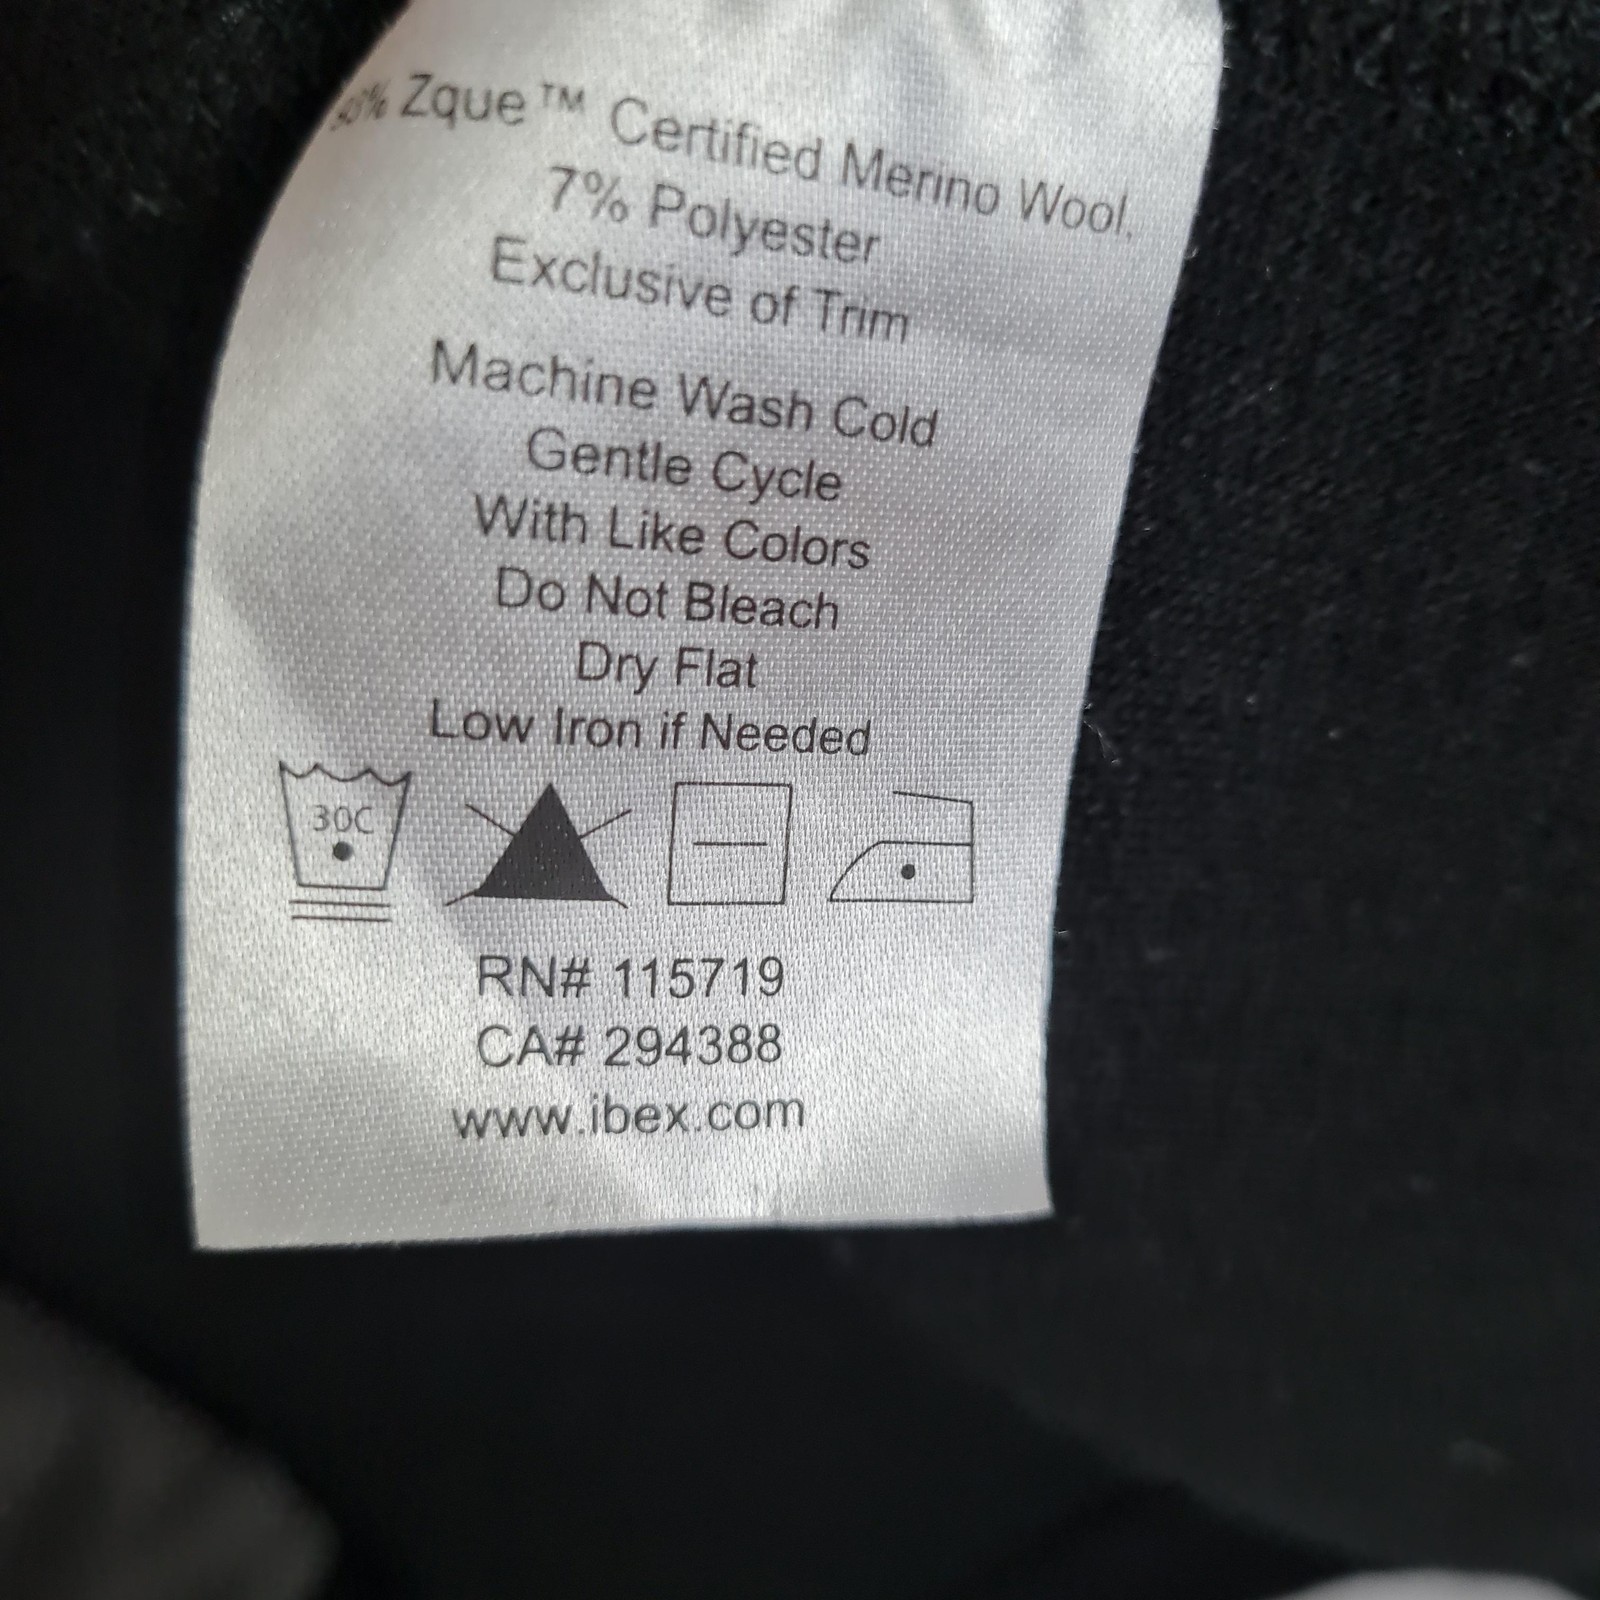 93% Zque™ Certified Merino Wool,
7% Polyester
Exclusive of Trim
Machine Wash Cold
Gentle Cycle
With Like Colors
Do Not Bleach
Dry Flat
Low Iron if Needed
30C
RN# 115719
CA# 294388
www.ibex.com